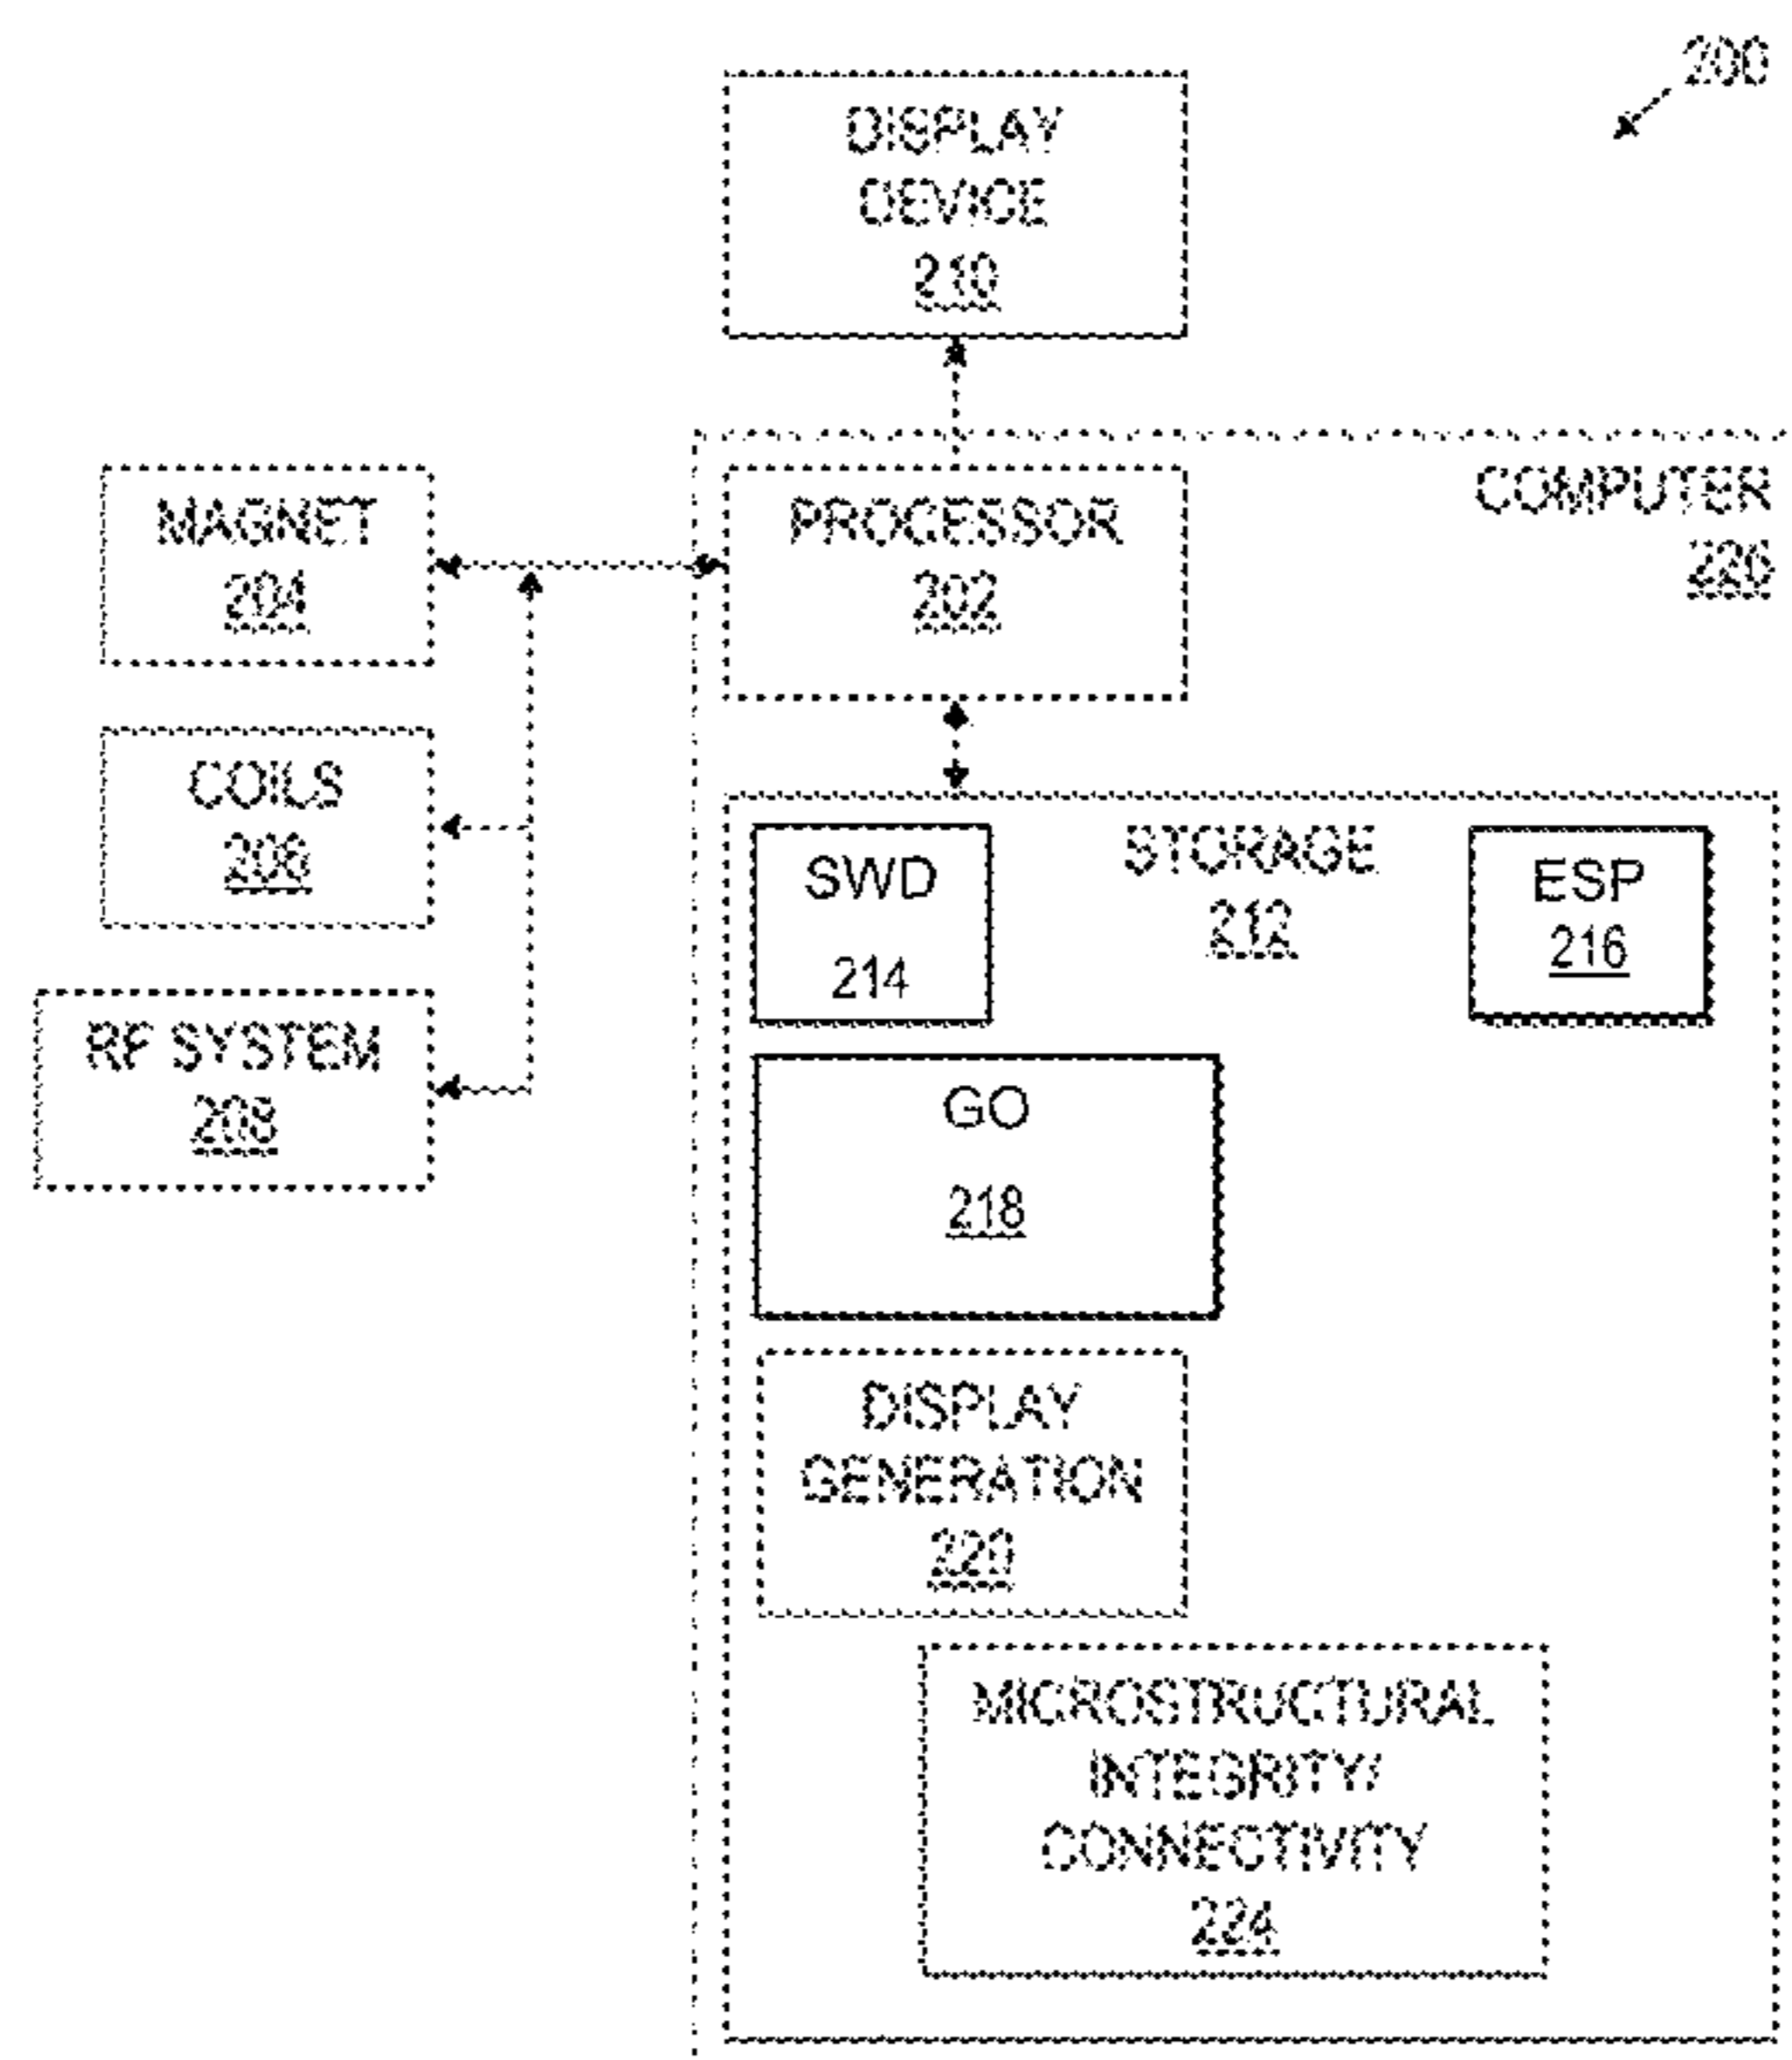 200
DISPLAY
DEVICE
210
MAGNET
204
PROCESSOR
202
COMPUTER
226
COILS
206
RF SYSTEM
208
STORAGE
212
SWD
214
ESP
216
GO
218
DISPLAY
GENERATION
220
MICROSTRUCTURAL
INTEGRITY/
CONNECTIVITY
224